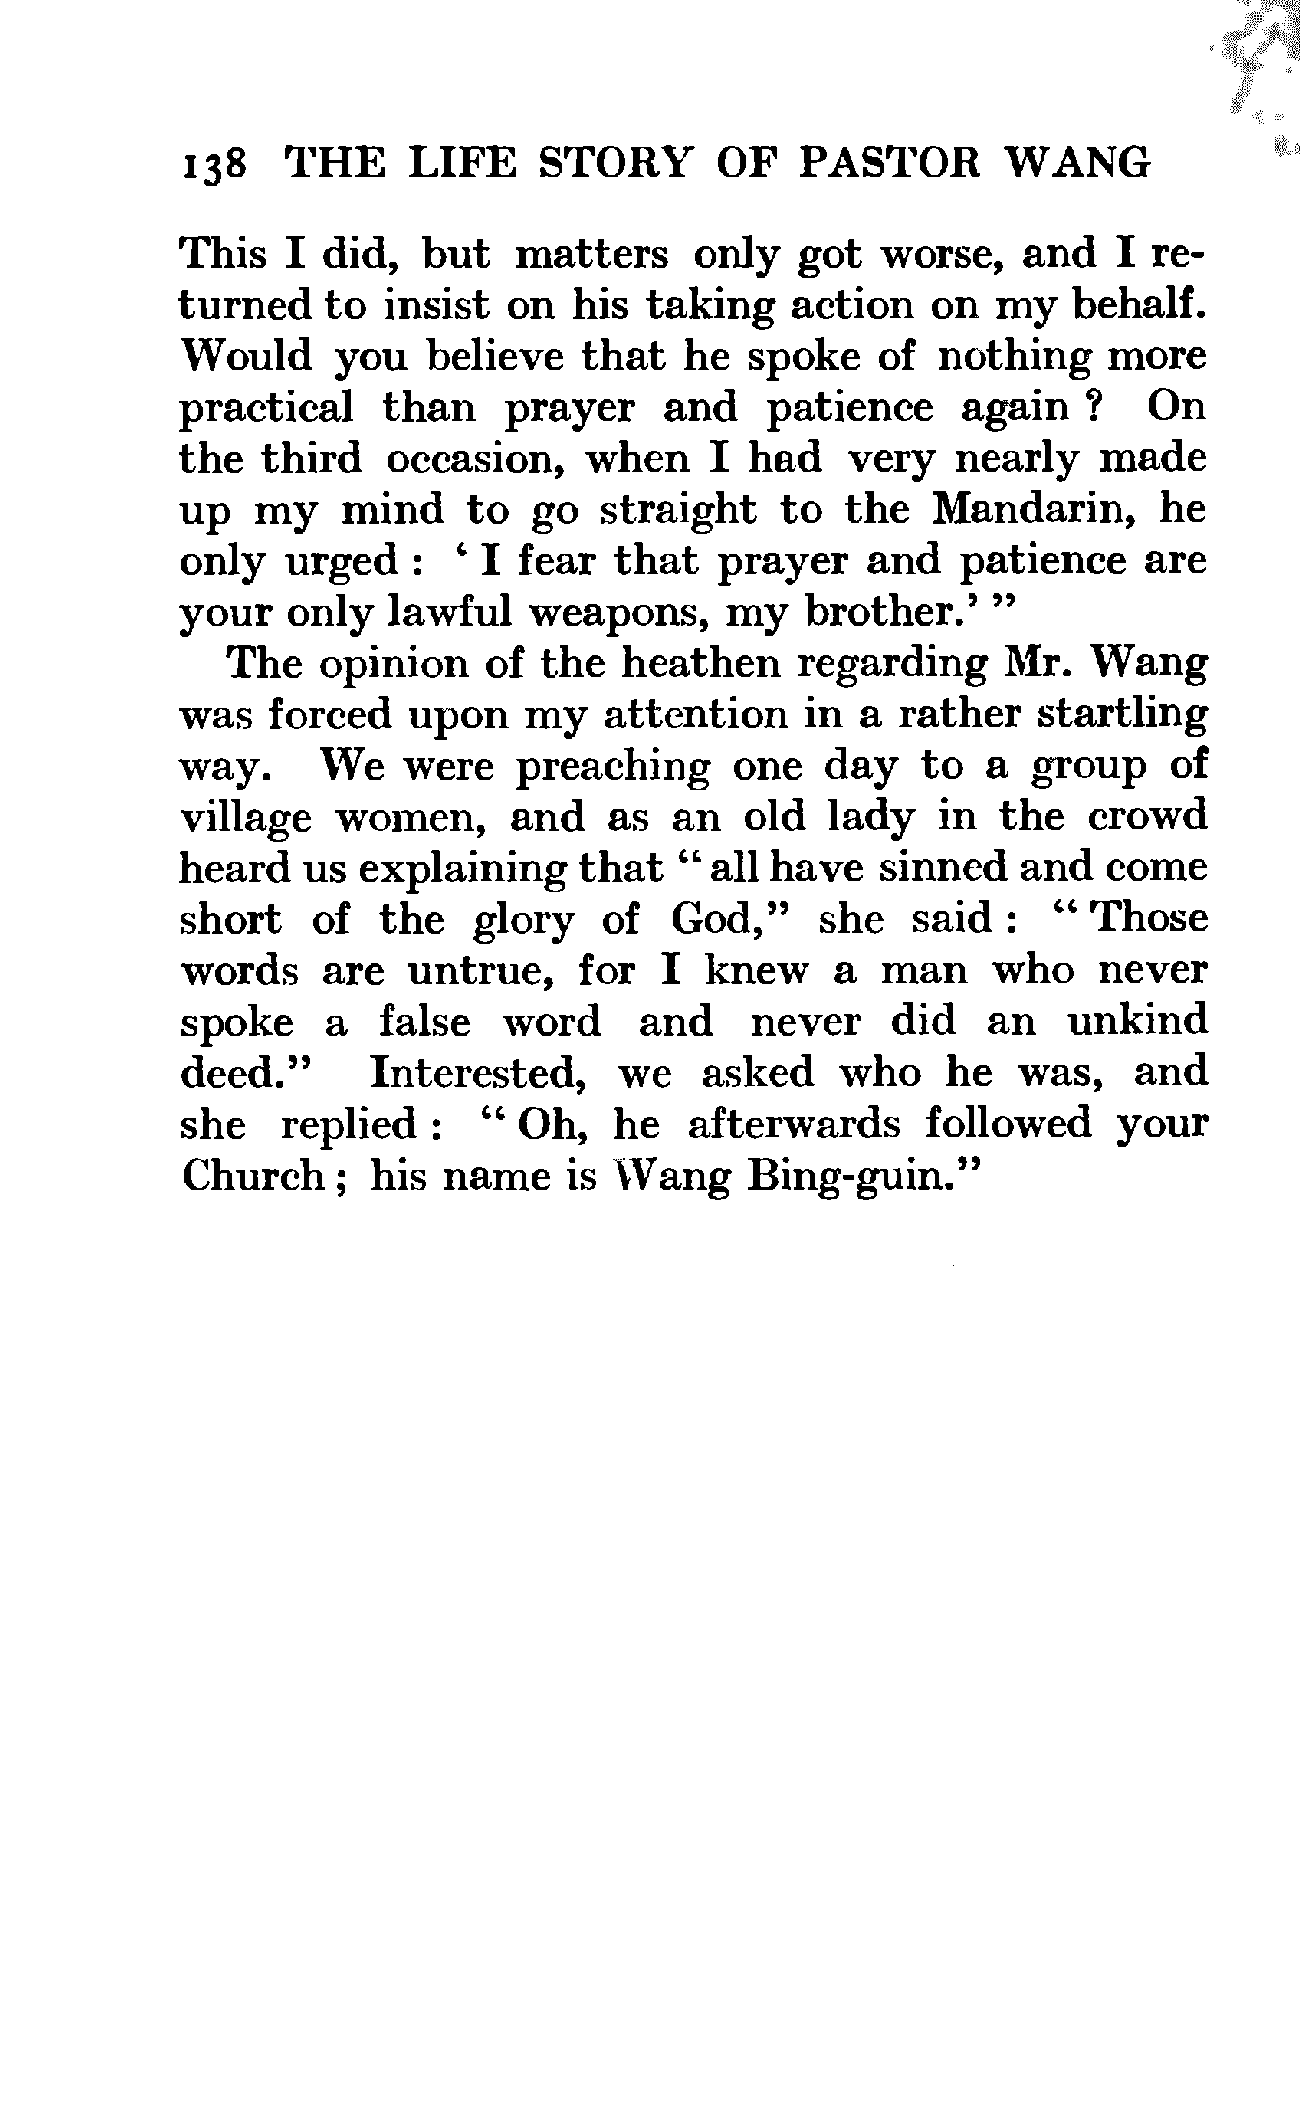 138 THE LIFE STORY OF PASTOR WANG
This I did, but matters only got worse, and I re-
turned to insist on his taking action on my behalf.
Would you believe that he spoke of nothing more
practical than prayer and patience again ? On
the third occasion, when I had very nearly made
up my mind to go straight to the Mandarin, he
only urged : ‘ I fear that prayer and patience are
your only lawful weapons, my brother.’ ”
The opinion of the heathen regarding Mr. Wang
was forced upon my attention in a rather startling
way. We were preaching one day to a group of
village women, and as an old lady in the crowd
heard us explaining that “ all have sinned and come
short of the glory of God,” she said : “ Those
words are untrue, for I knew a man who never
spoke a false word and never did an unkind
deed.” Interested, we asked who he was, and
she replied : “ Oh, he afterwards followed your
Church ; his name is Wang Bing-guin.”